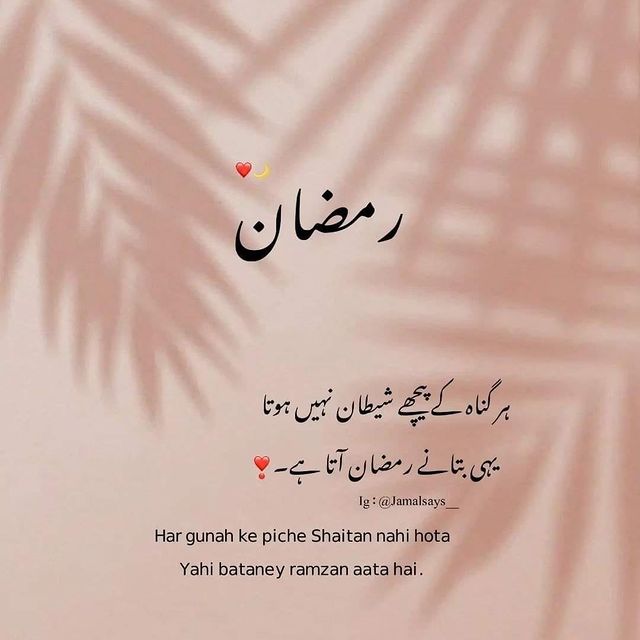 ❤️🌙
رمضان
ہر گناہ کے پیچھے شیطان نہیں ہوتا
یہی بتانے رمضان آتا ہے۔❣️
Ig : @Jamalsays__
Har gunah ke piche Shaitan nahi hota
Yahi bataney ramzan aata hai.